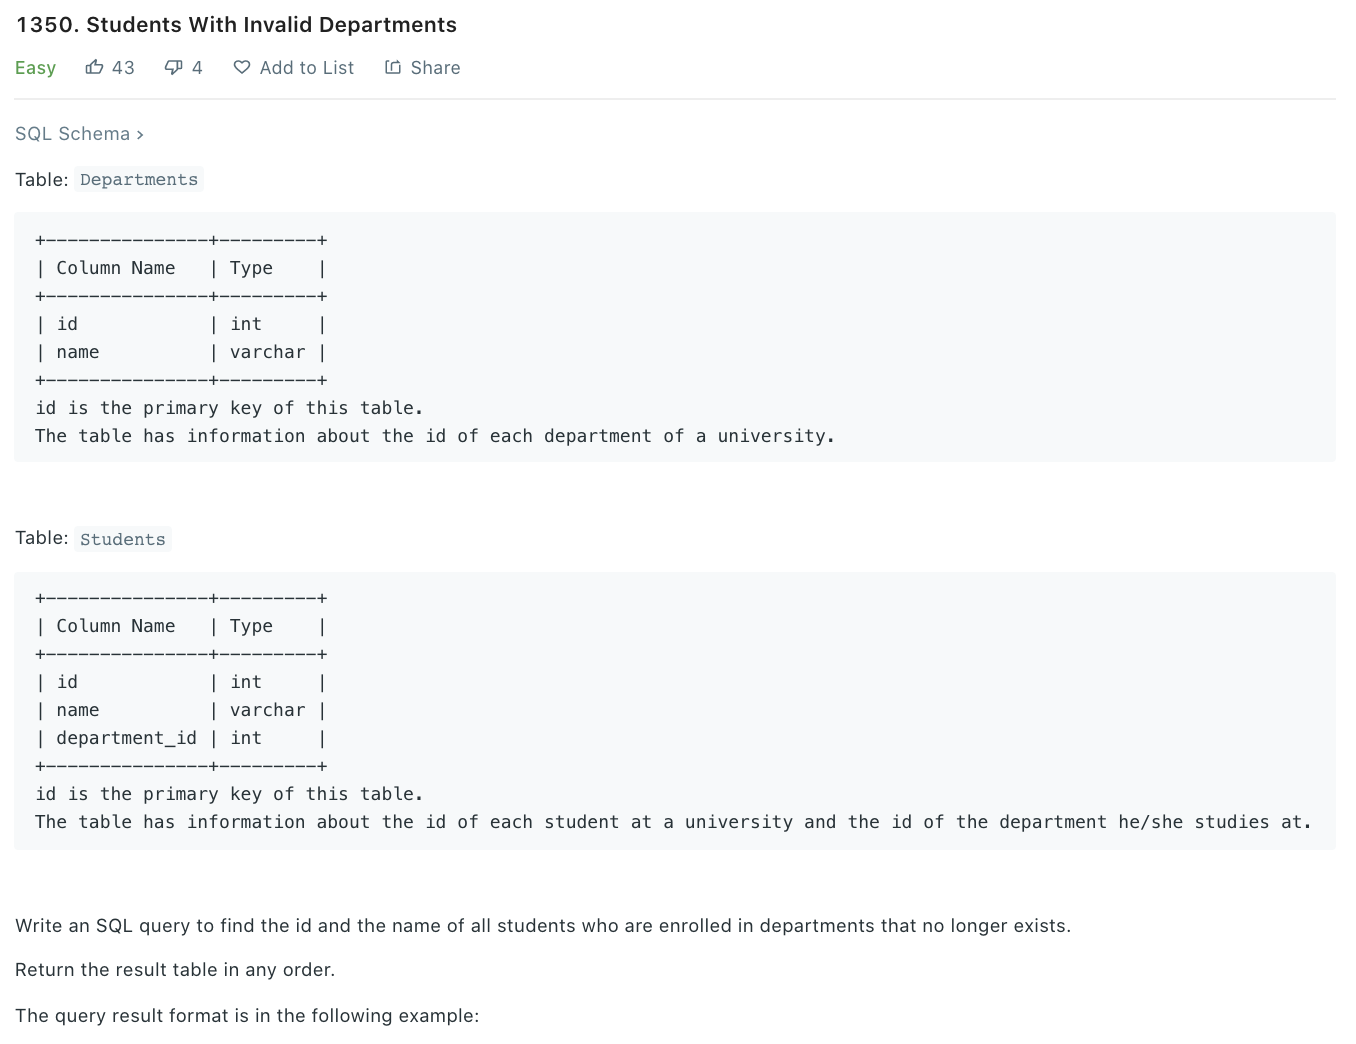 1350. Students With Invalid Departments
Easy 43 4 Add to List Share
SQL Schema ›
Table: Departments
+---------------+---------+
| Column Name   | Type    |
+---------------+---------+
| id            | int     |
| name          | varchar |
+---------------+---------+
id is the primary key of this table.
The table has information about the id of each department of a university.
Table: Students
+---------------+---------+
| Column Name   | Type    |
+---------------+---------+
| id            | int     |
| name          | varchar |
| department_id | int     |
+---------------+---------+
id is the primary key of this table.
The table has information about the id of each student at a university and the id of the department he/she studies at.
Write an SQL query to find the id and the name of all students who are enrolled in departments that no longer exists.
Return the result table in any order.
The query result format is in the following example: